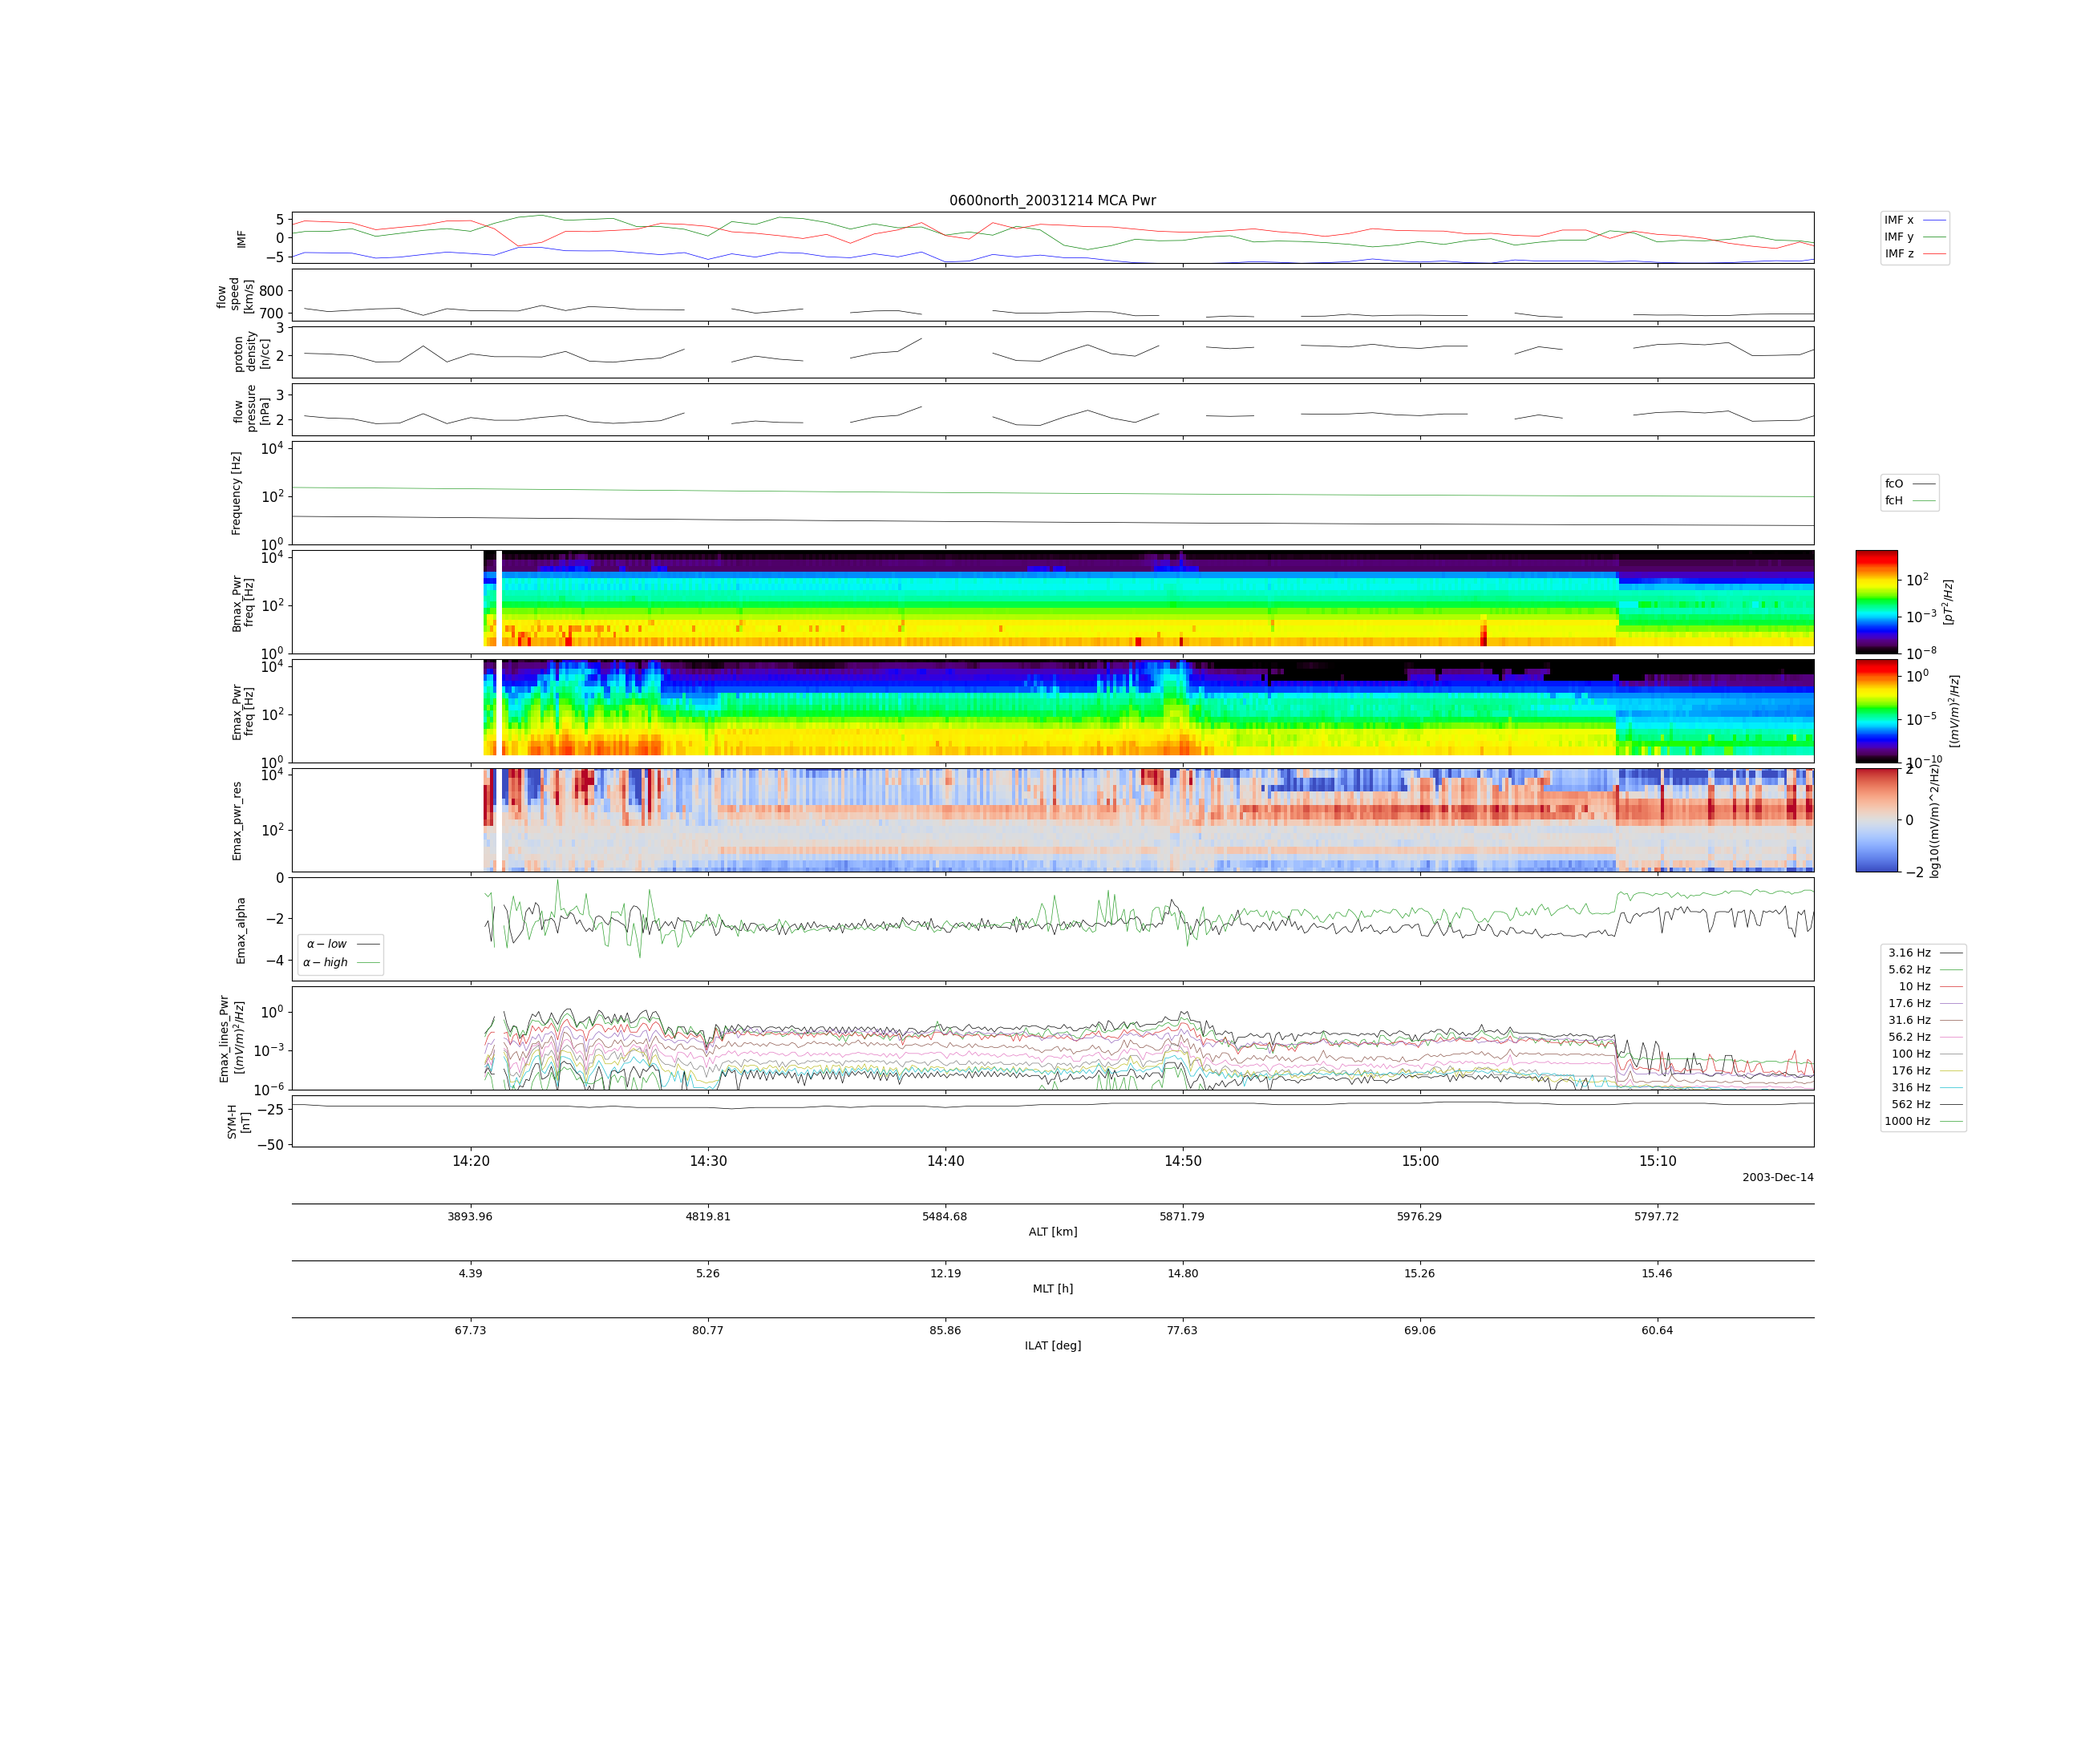 0600north_20031214 MCA Pwr
IMF
5
0
−5
IMF x
IMF y
IMF z
flow
speed
[km/s]
800
700
proton
density
[n/cc]
3
2
flow
pressure
[nPa]
3
2
Frequency [Hz]
10^4
10^2
10^0
fcO
fcH
Bmax_Pwr
freq [Hz]
10^4
10^2
10^0
10^2
10^−3
10^−8
[pT^2/Hz]
Emax_Pwr
freq [Hz]
10^4
10^2
10^0
10^0
10^−5
10^−10
[(mV/m)^2/Hz]
Emax_pwr_res
10^4
10^2
2
0
−2
log10((mV/m)^2/Hz)
Emax_alpha
0
−2
−4
α − low
α − high
Emax_lines_Pwr
[(mV/m)^2/Hz]
10^0
10^−3
10^−6
3.16 Hz
5.62 Hz
10 Hz
17.6 Hz
31.6 Hz
56.2 Hz
100 Hz
176 Hz
316 Hz
562 Hz
1000 Hz
SYM-H
[nT]
−25
−50
14:20 14:30 14:40 14:50 15:00 15:10
2003-Dec-14
3893.96 4819.81 5484.68 5871.79 5976.29 5797.72
ALT [km]
4.39 5.26 12.19 14.80 15.26 15.46
MLT [h]
67.73 80.77 85.86 77.63 69.06 60.64
ILAT [deg]